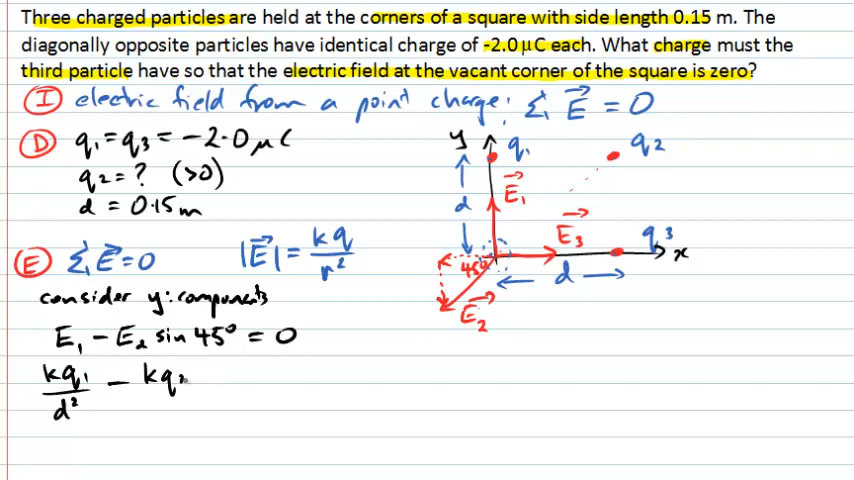 Three charged particles are held at the corners of a square with side length 0.15 m. The
diagonally opposite particles have identical charge of -2.0 μC each. What charge must the
third particle have so that the electric field at the vacant corner of the square is zero?
I electric field from a point charge: Σ E⃗ = 0
D q₁ = q₃ = -2.0 μC
q₂ = ? (>0)
d = 0.15m
y q₁ q₂
d E⃗₁
E⃗₃ q₃ x
45° d
E⃗₂
E Σ E⃗ = 0 |E⃗| = kq/r²
consider y: components
E₁ - E₂ sin 45° = 0
kq₁/d² - kq₂